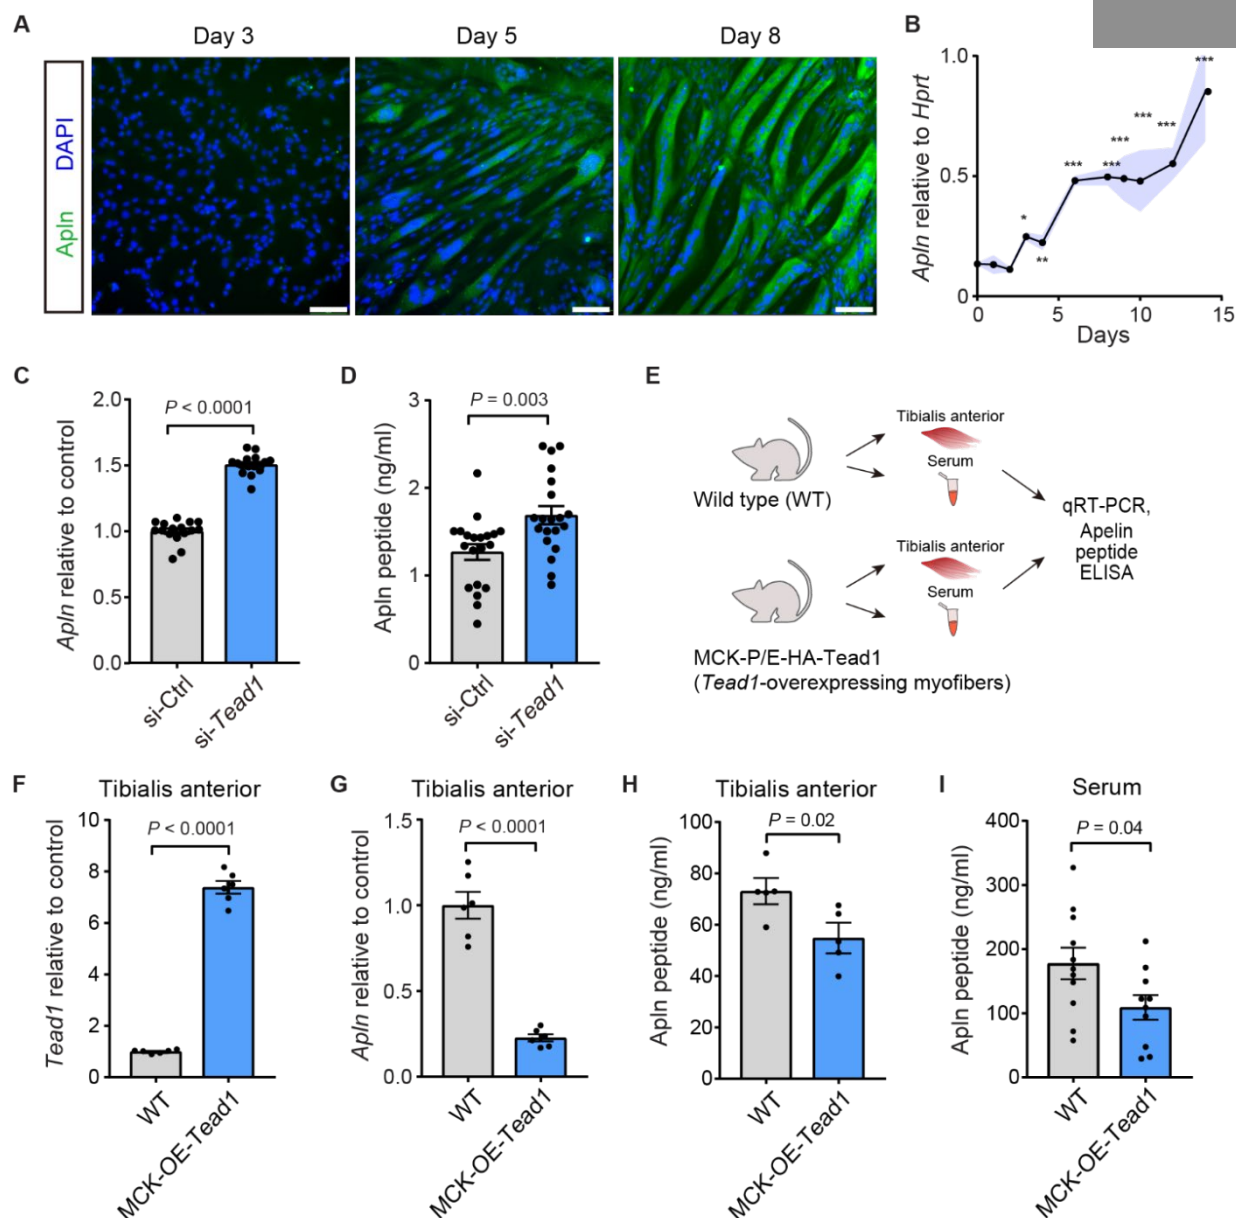 A
Day 3
Day 5
Day 8
Apln DAPI
B
Apln relative to Hprt
1.0
0.5
0
***
***
***
***
***
***
*
**
0
5
10
15
Days
C
Apln relative to control
2.0
1.5
1.0
0.5
0.0
P < 0.0001
si-Ctrl
si-Tead1
D
Apln peptide (ng/ml)
3
2
1
0
P = 0.003
si-Ctrl
si-Tead1
E
Wild type (WT)
Tibialis anterior
Serum
MCK-P/E-HA-Tead1
(Tead1-overexpressing myofibers)
Tibialis anterior
Serum
qRT-PCR,
Apelin
peptide
ELISA
F
Tibialis anterior
Tead1 relative to control
10
8
6
4
2
0
P < 0.0001
WT
MCK-OE-Tead1
G
Tibialis anterior
Apln relative to control
1.5
1.0
0.5
0.0
P < 0.0001
WT
MCK-OE-Tead1
H
Tibialis anterior
Apln peptide (ng/ml)
100
80
60
40
20
0
P = 0.02
WT
MCK-OE-Tead1
I
Serum
Apln peptide (ng/ml)
400
300
200
100
0
P = 0.04
WT
MCK-OE-Tead1